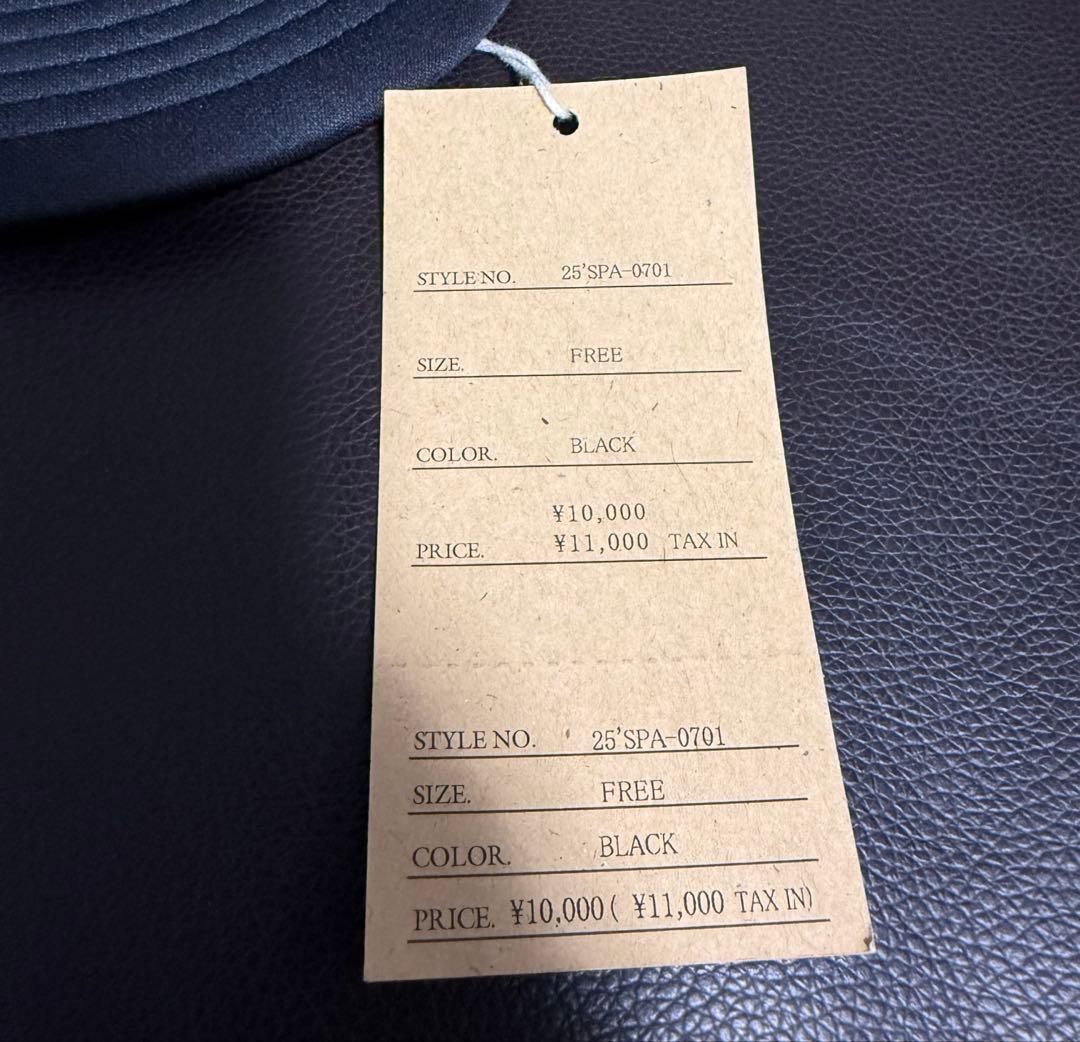 STYLE NO. 25'SPA-0701
SIZE. FREE
COLOR. BLACK
¥10,000
PRICE. ¥11,000 TAX IN
STYLE NO. 25'SPA-0701
SIZE. FREE
COLOR. BLACK
PRICE. ¥10,000( ¥11,000 TAX IN)